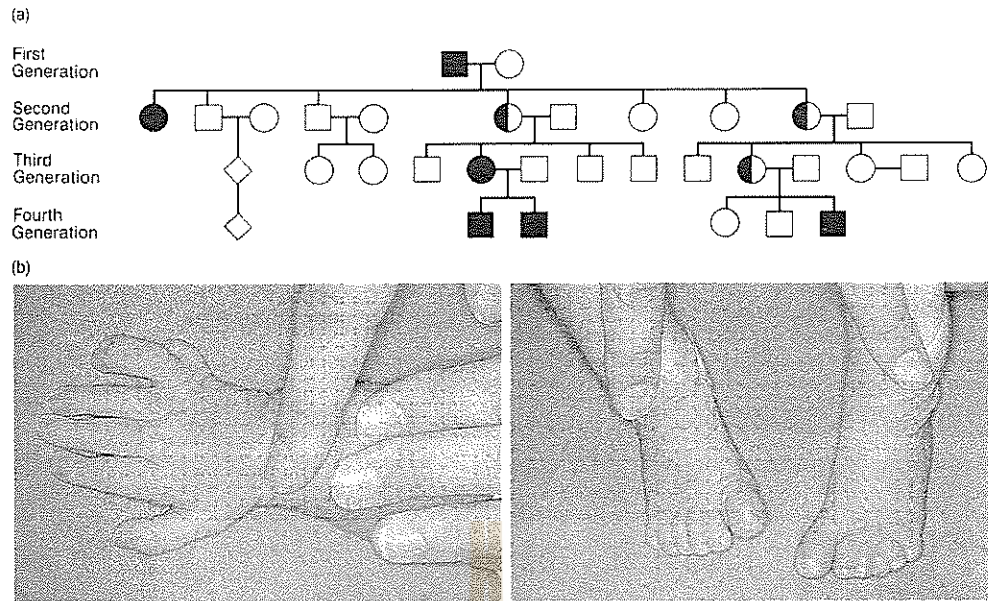 (a)
First
Generation
Second
Generation
Third
Generation
Fourth
Generation
(b)